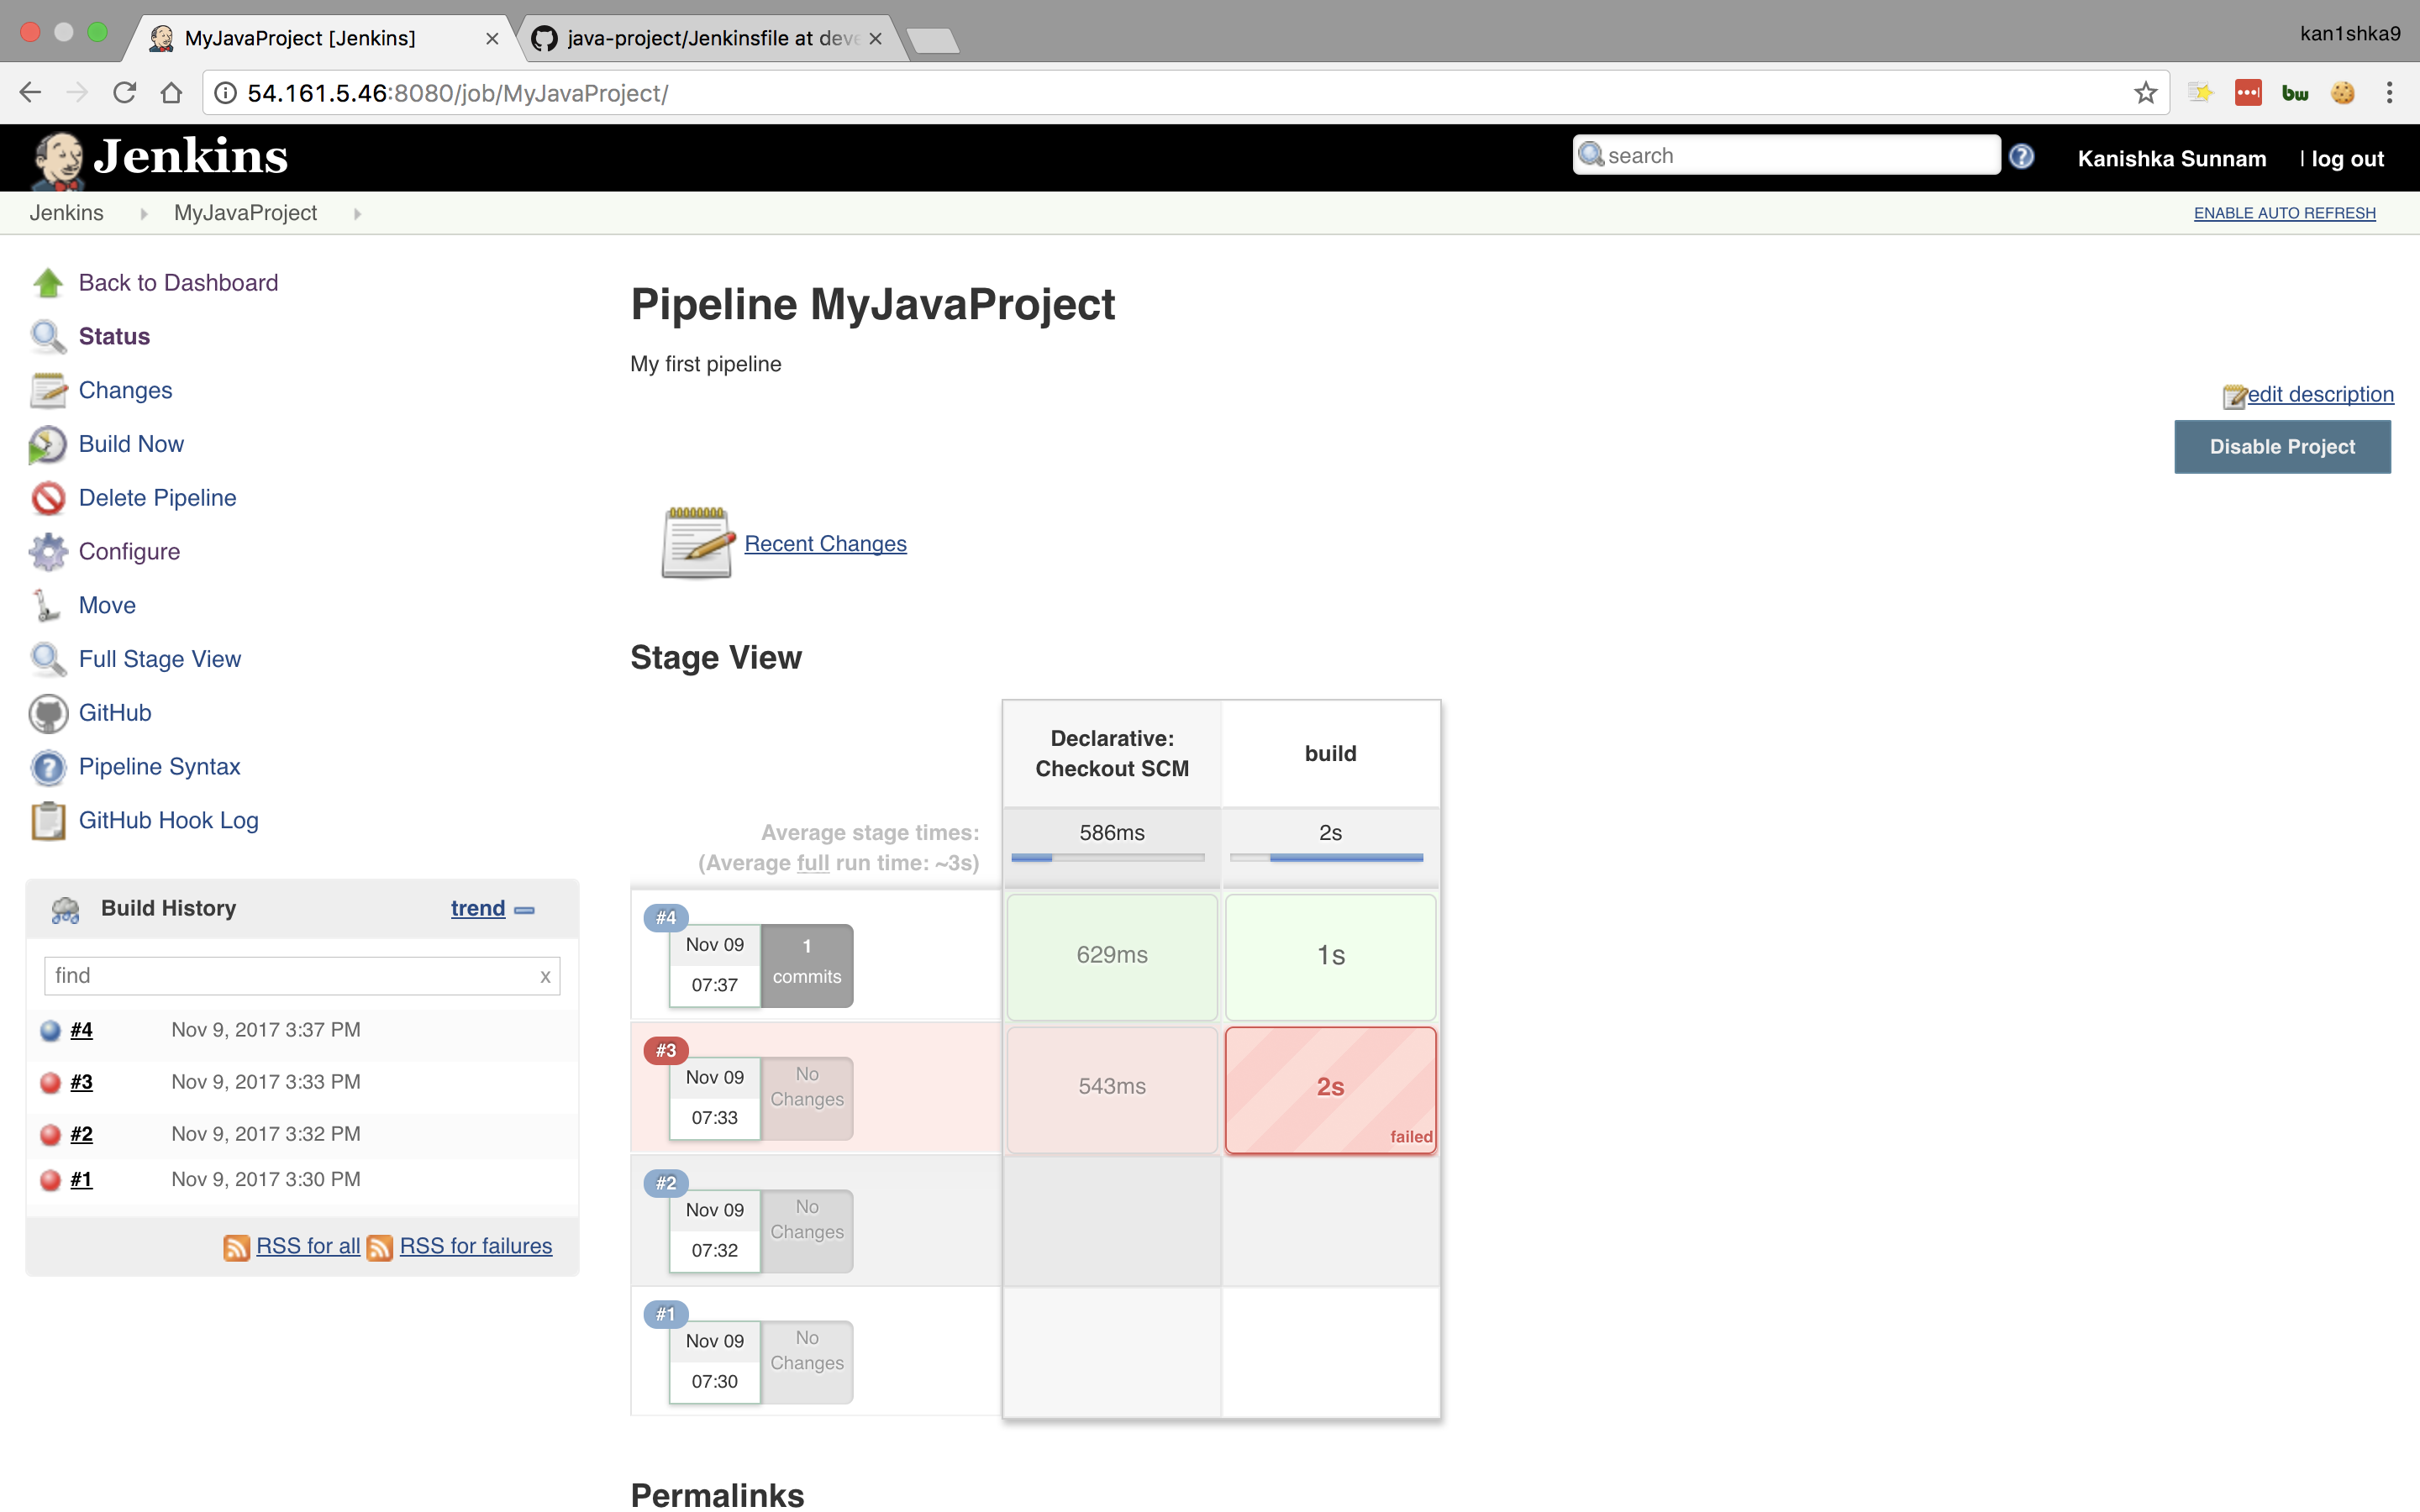 MyJavaProject [Jenkins]
java-project/Jenkinsfile at deve
kan1shka9
54.161.5.46:8080/job/MyJavaProject/
bw
Jenkins
search
Kanishka Sunnam
| log out
Jenkins
MyJavaProject
ENABLE AUTO REFRESH
Back to Dashboard
Status
Changes
Build Now
Delete Pipeline
Configure
Move
Full Stage View
GitHub
Pipeline Syntax
GitHub Hook Log
Build History
trend
find
x
#4 Nov 9, 2017 3:37 PM
#3 Nov 9, 2017 3:33 PM
#2 Nov 9, 2017 3:32 PM
#1 Nov 9, 2017 3:30 PM
RSS for all RSS for failures
Pipeline MyJavaProject
My first pipeline
edit description
Disable Project
Recent Changes
Stage View
Declarative:
Checkout SCM
build
Average stage times:
(Average full run time: ~3s)
586ms
2s
#4
Nov 09
07:37
1
commits
629ms
1s
#3
Nov 09
07:33
No
Changes
543ms
2s
failed
#2
Nov 09
07:32
No
Changes
#1
Nov 09
07:30
No
Changes
Permalinks